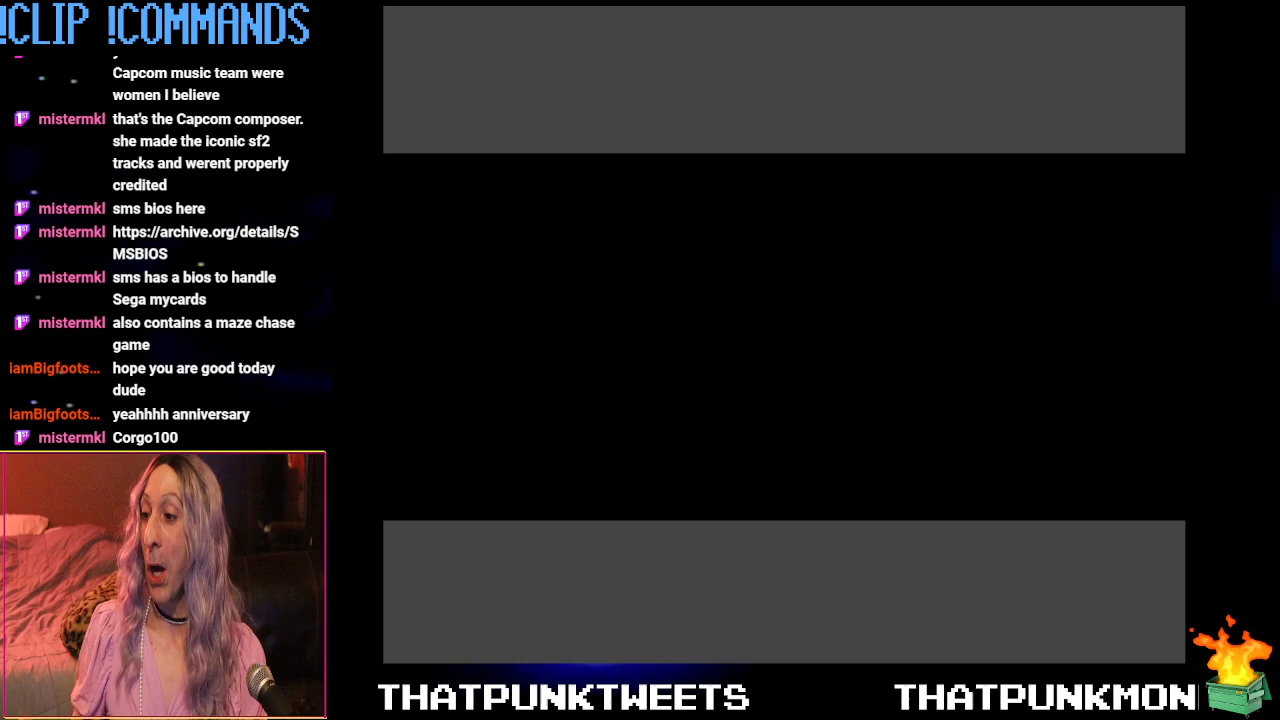 !CLIP !COMMANDS
Capcom music team were
women I believe
mistermkl that's the Capcom composer.
she made the iconic sf2
tracks and werent properly
credited
mistermkl sms bios here
mistermkl https://archive.org/details/S
MSBIOS
mistermkl sms has a bios to handle
Sega mycards
mistermkl also contains a maze chase
game
iamBigfoots... hope you are good today
dude
iamBigfoots... yeahhhh anniversary
mistermkl Corgo100
THATPUNKTWEETS THATPUNKMON